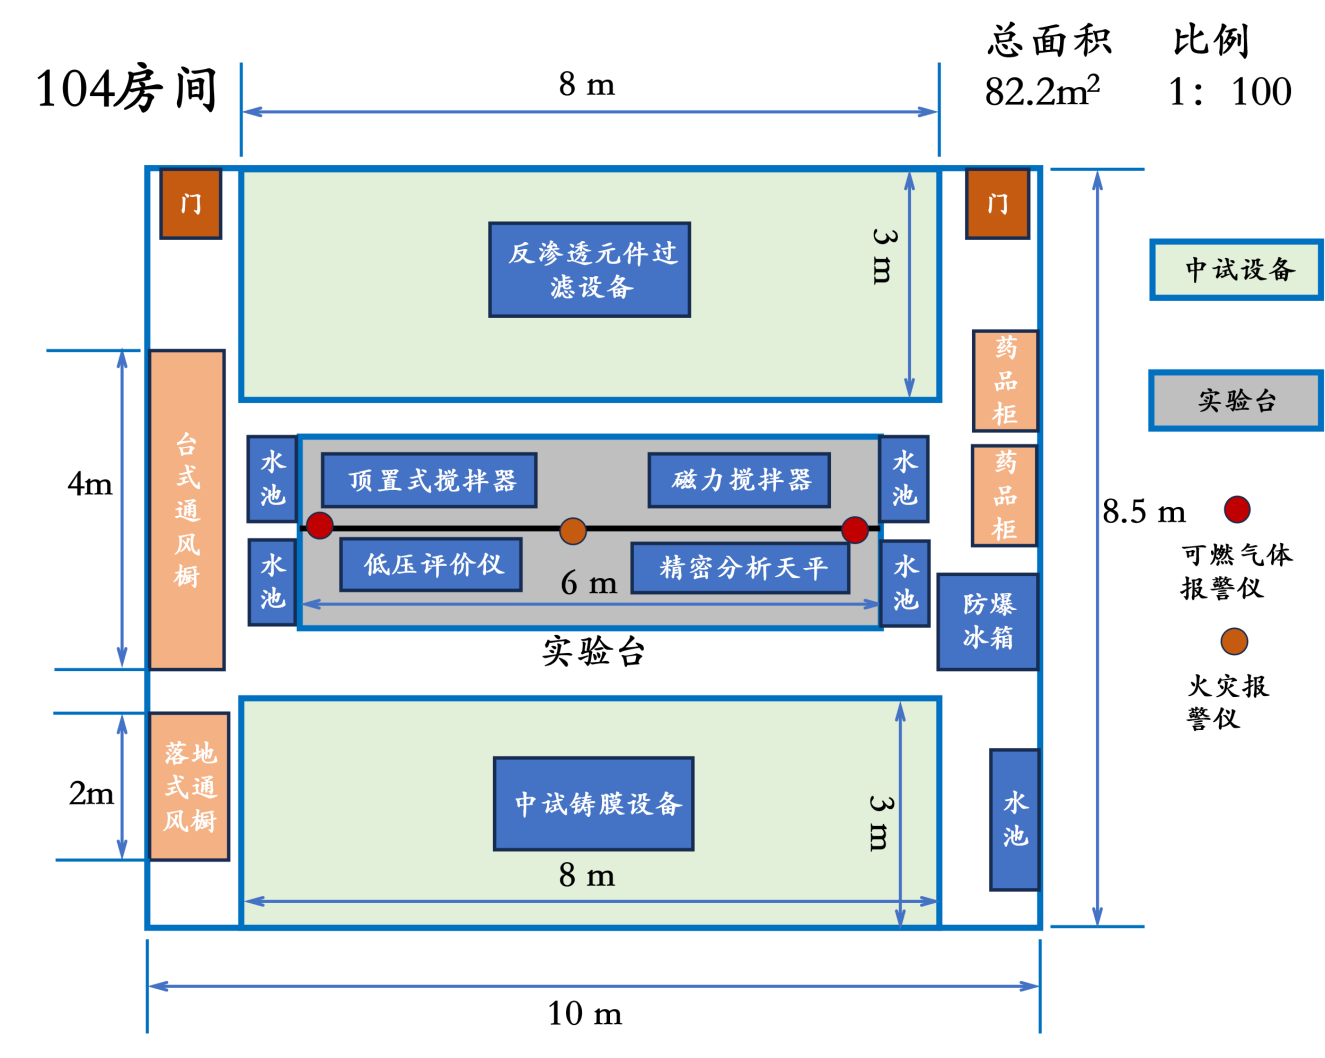 104房间
8 m
总面积
82.2m²
比例
1：100
门
门
反渗透元件过
滤设备
3 m
中试设备
药
品
柜
实验台
台
式
通
风
橱
4m
水
池
顶置式搅拌器
磁力搅拌器
水
池
药
品
柜
8.5 m
可燃气体
报警仪
水
池
低压评价仪
精密分析天平
6 m
水
池
防爆
冰箱
实验台
火灾报
警仪
落地
式通
风橱
2m
中试铸膜设备
3 m
8 m
水
池
10 m